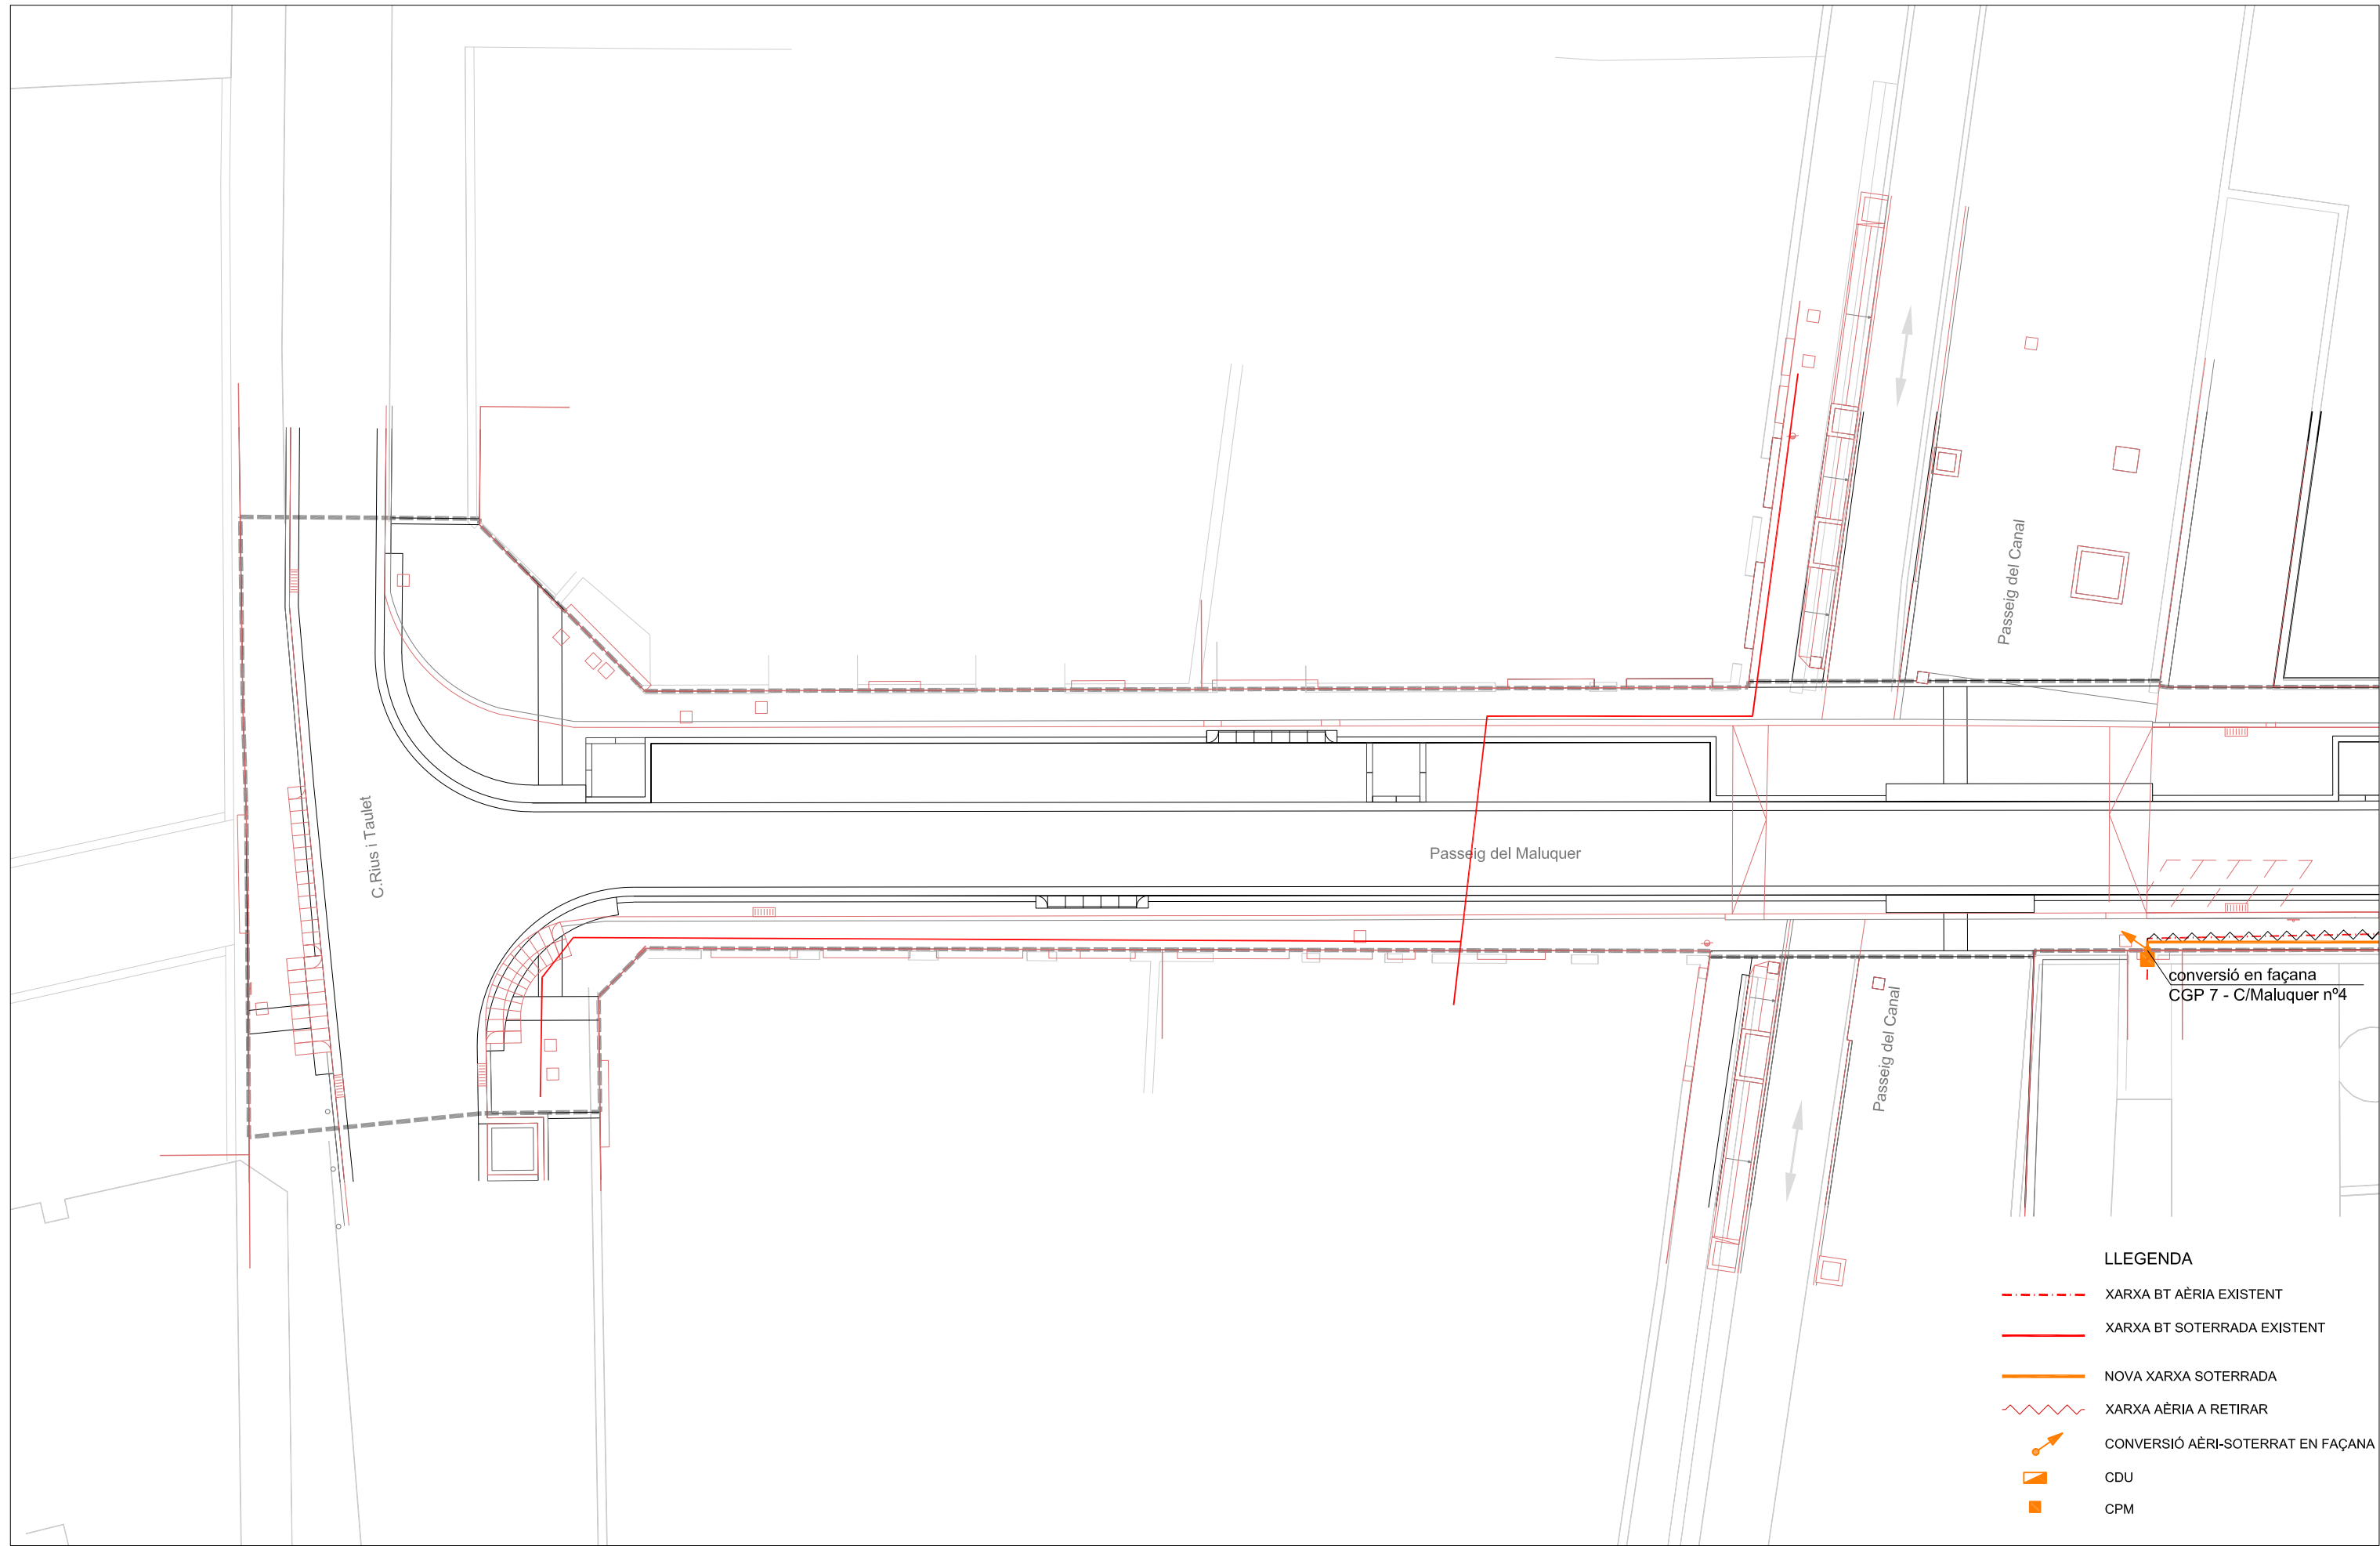 Passeig del Canal
C.Rius i Taulet
Passeig del Maluquer
conversió en façana
CGP 7 - C/Maluquer nº4
Passeig del Canal
LLEGENDA
XARXA BT AÈRIA EXISTENT
XARXA BT SOTERRADA EXISTENT
NOVA XARXA SOTERRADA
XARXA AÈRIA A RETIRAR
CONVERSIÓ AÈRI-SOTERRAT EN FAÇANA
CDU
CPM